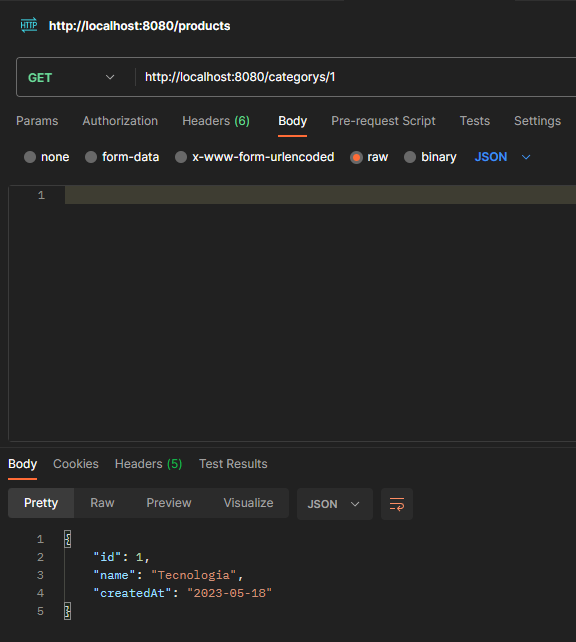 HTTP http://localhost:8080/products
GET http://localhost:8080/categorys/1
Params Authorization Headers (6) Body Pre-request Script Tests Settings
none form-data x-www-form-urlencoded raw binary JSON
1
Body Cookies Headers (5) Test Results
Pretty Raw Preview Visualize JSON
1 {
2 "id": 1,
3 "name": "Tecnologia",
4 "createdAt": "2023-05-18"
5 }